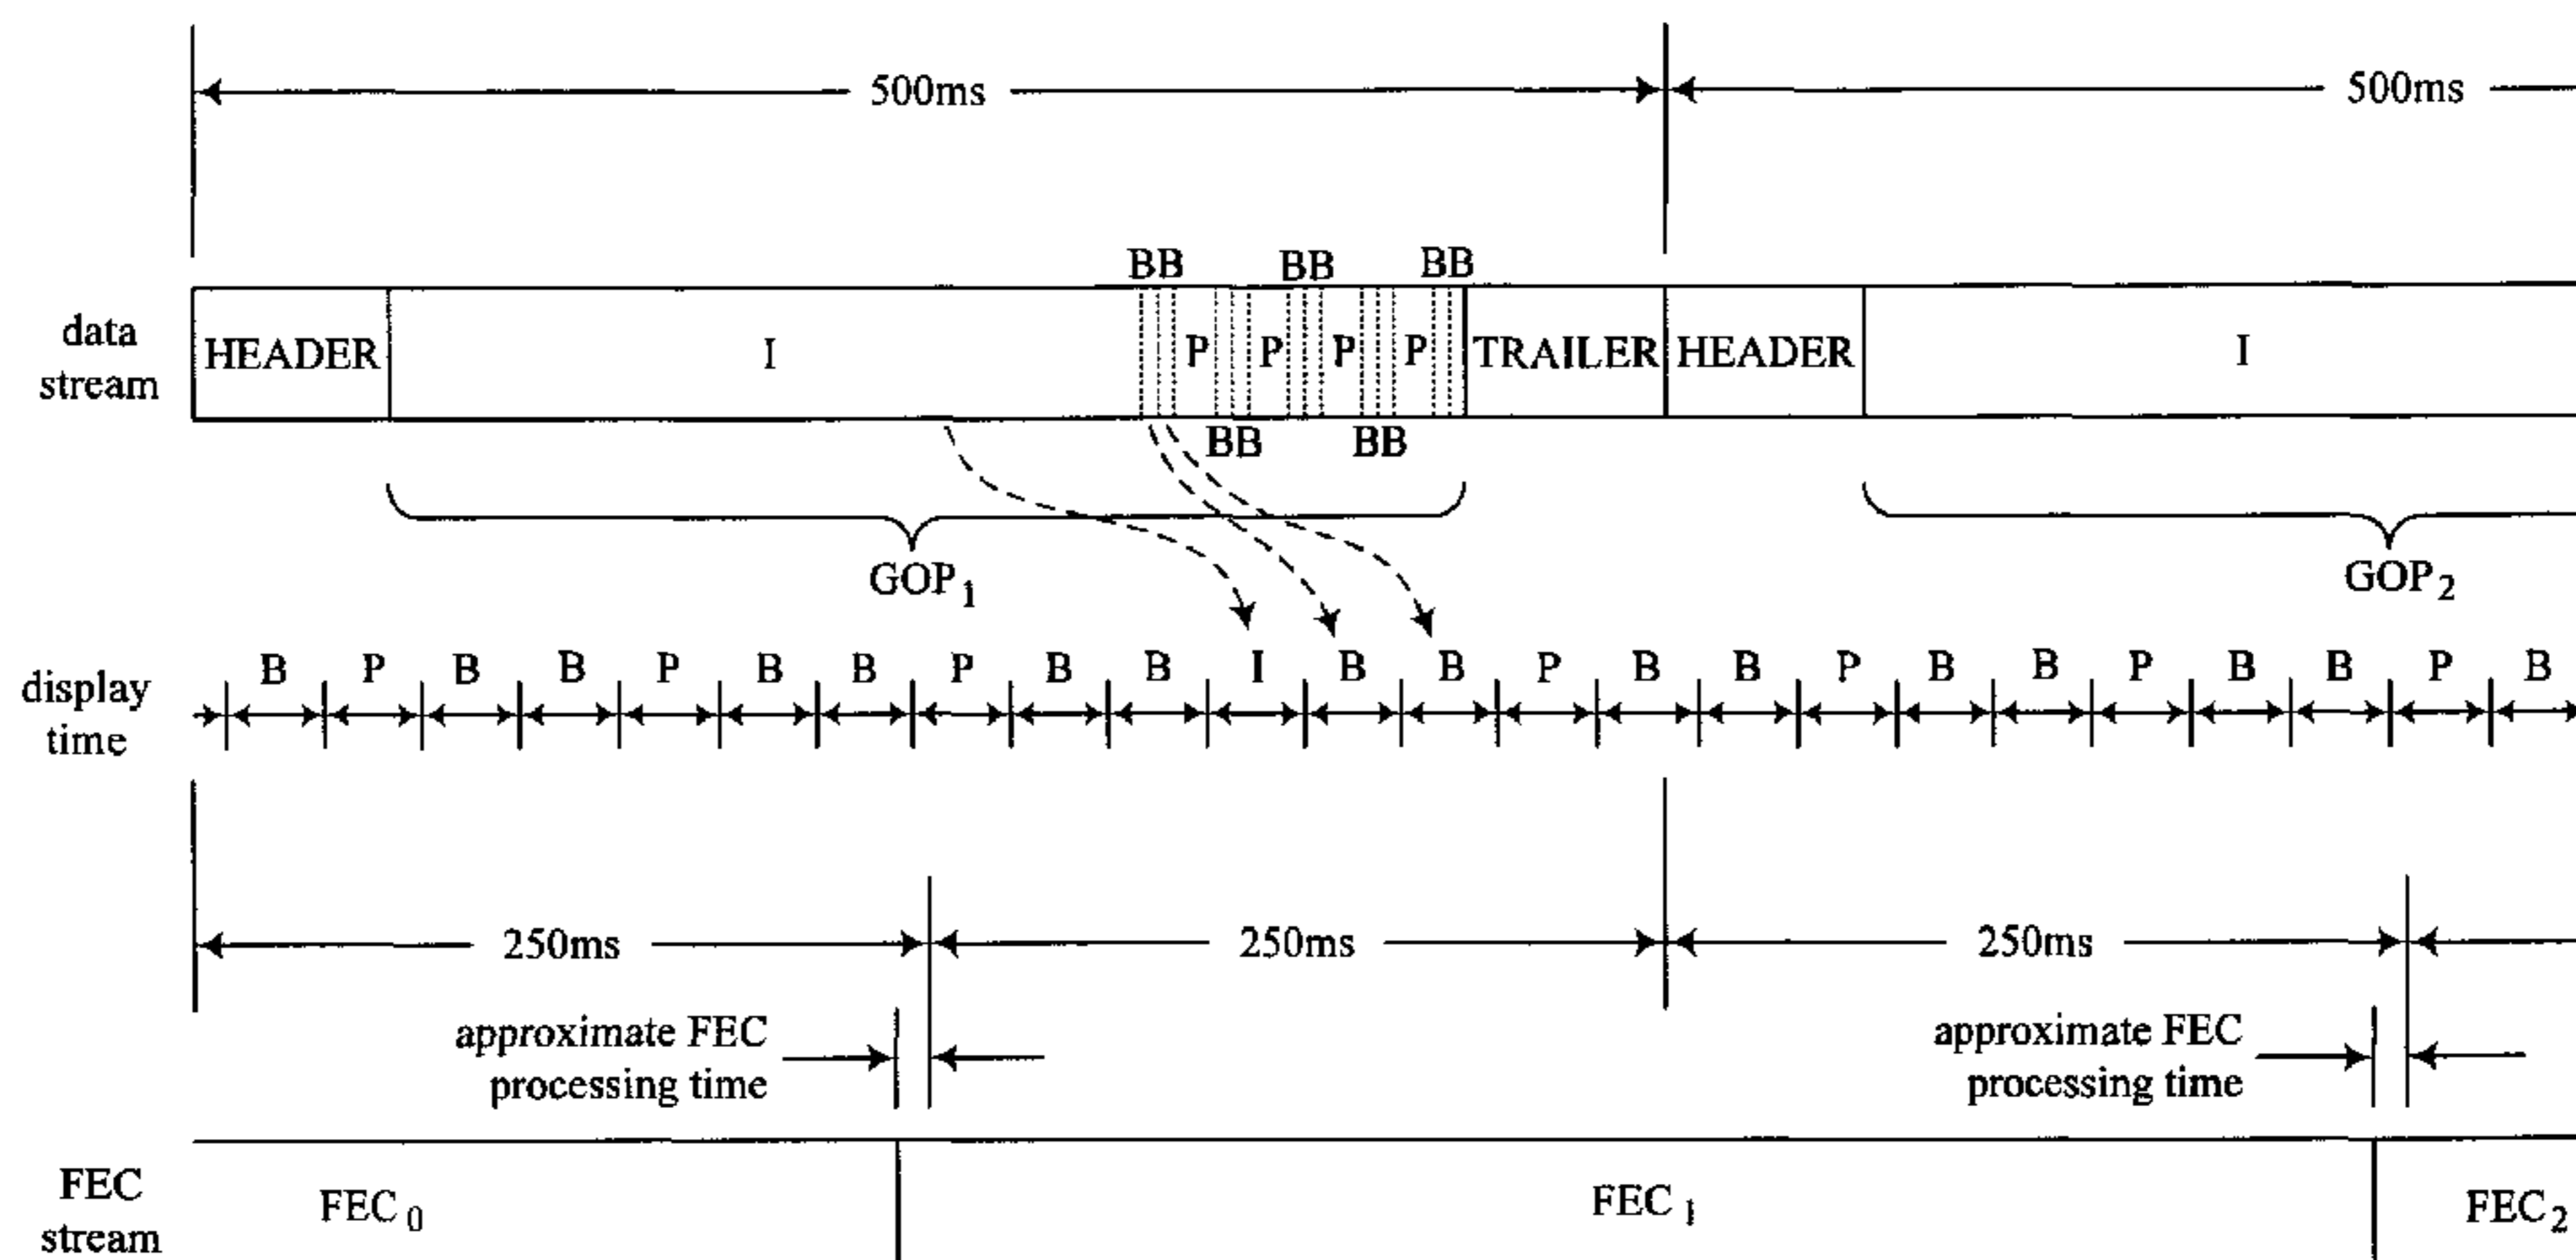 500ms 500ms
BB BB BB
data stream
HEADER I P P P P TRAILER HEADER I
BB BB
GOP1 GOP2
display time
B P B B P B B P B B I B B P B B P B B P B B P B
250ms 250ms 250ms
approximate FEC processing time
approximate FEC processing time
FEC stream
FEC0 FEC1 FEC2